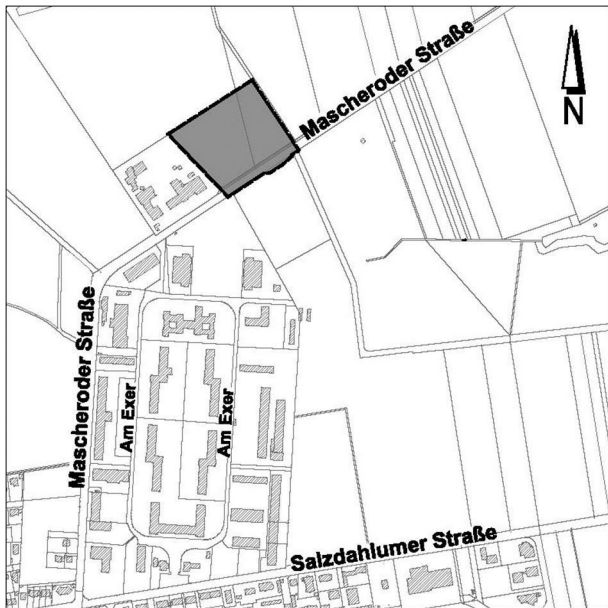 Mascheroder Straße
N
Mascheroder Straße
Am Exer
Am Exer
Salzdahlumer Straße